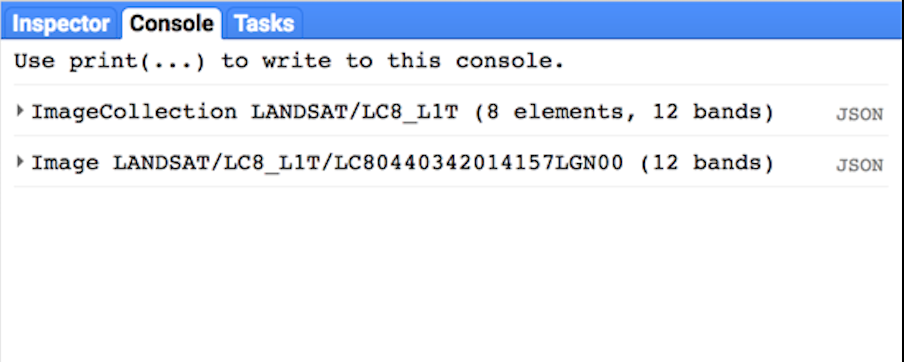 Inspector Console Tasks
Use print(...) to write to this console.
ImageCollection LANDSAT/LC8_L1T (8 elements, 12 bands) JSON
Image LANDSAT/LC8_L1T/LC80440342014157LGN00 (12 bands) JSON